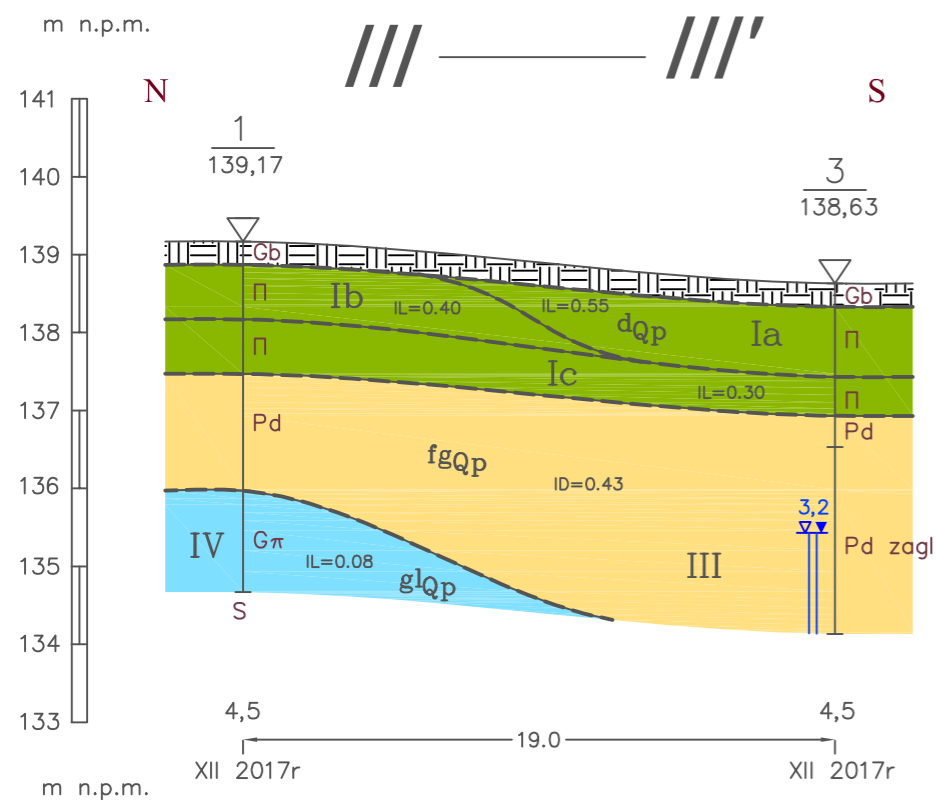 m n.p.m.
III III'
N S
141
1
139,17
140
3
138,63
139
Gb
Gb
П Ib IL=0.40 IL=0.55 dQp Ia П
138
П Ic IL=0.30 П
137
Pd Pd
fgQp ID=0.43
136
3,2
IV Gπ IL=0.08 glQp III Pd zagl
135
S
134
4,5 4,5
133
19.0
XII 2017r XII 2017r
m n.p.m.